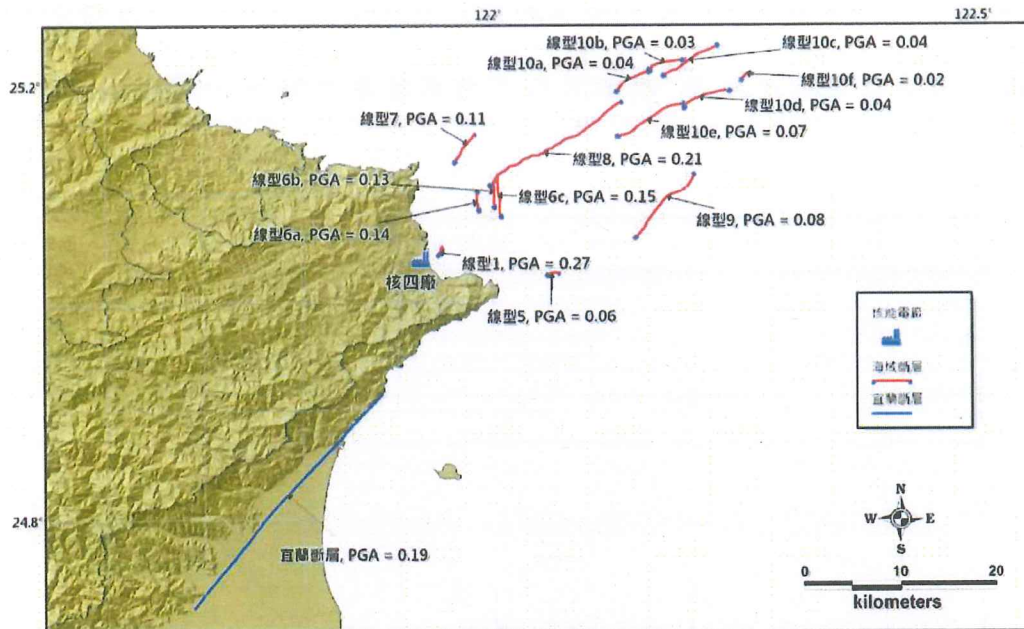 122°
122.5°
線型10b, PGA = 0.03
線型10c, PGA = 0.04
線型10a, PGA = 0.04
線型10f, PGA = 0.02
25.2°
線型10d, PGA = 0.04
線型7, PGA = 0.11
線型10e, PGA = 0.07
線型8, PGA = 0.21
線型6b, PGA = 0.13
線型6c, PGA = 0.15
線型9, PGA = 0.08
線型6a, PGA = 0.14
線型1, PGA = 0.27
核四廠
線型5, PGA = 0.06
核能電廠
海域斷層
宜蘭斷層
N
24.8°
W
E
S
宜蘭斷層, PGA = 0.19
0
10
20
kilometers